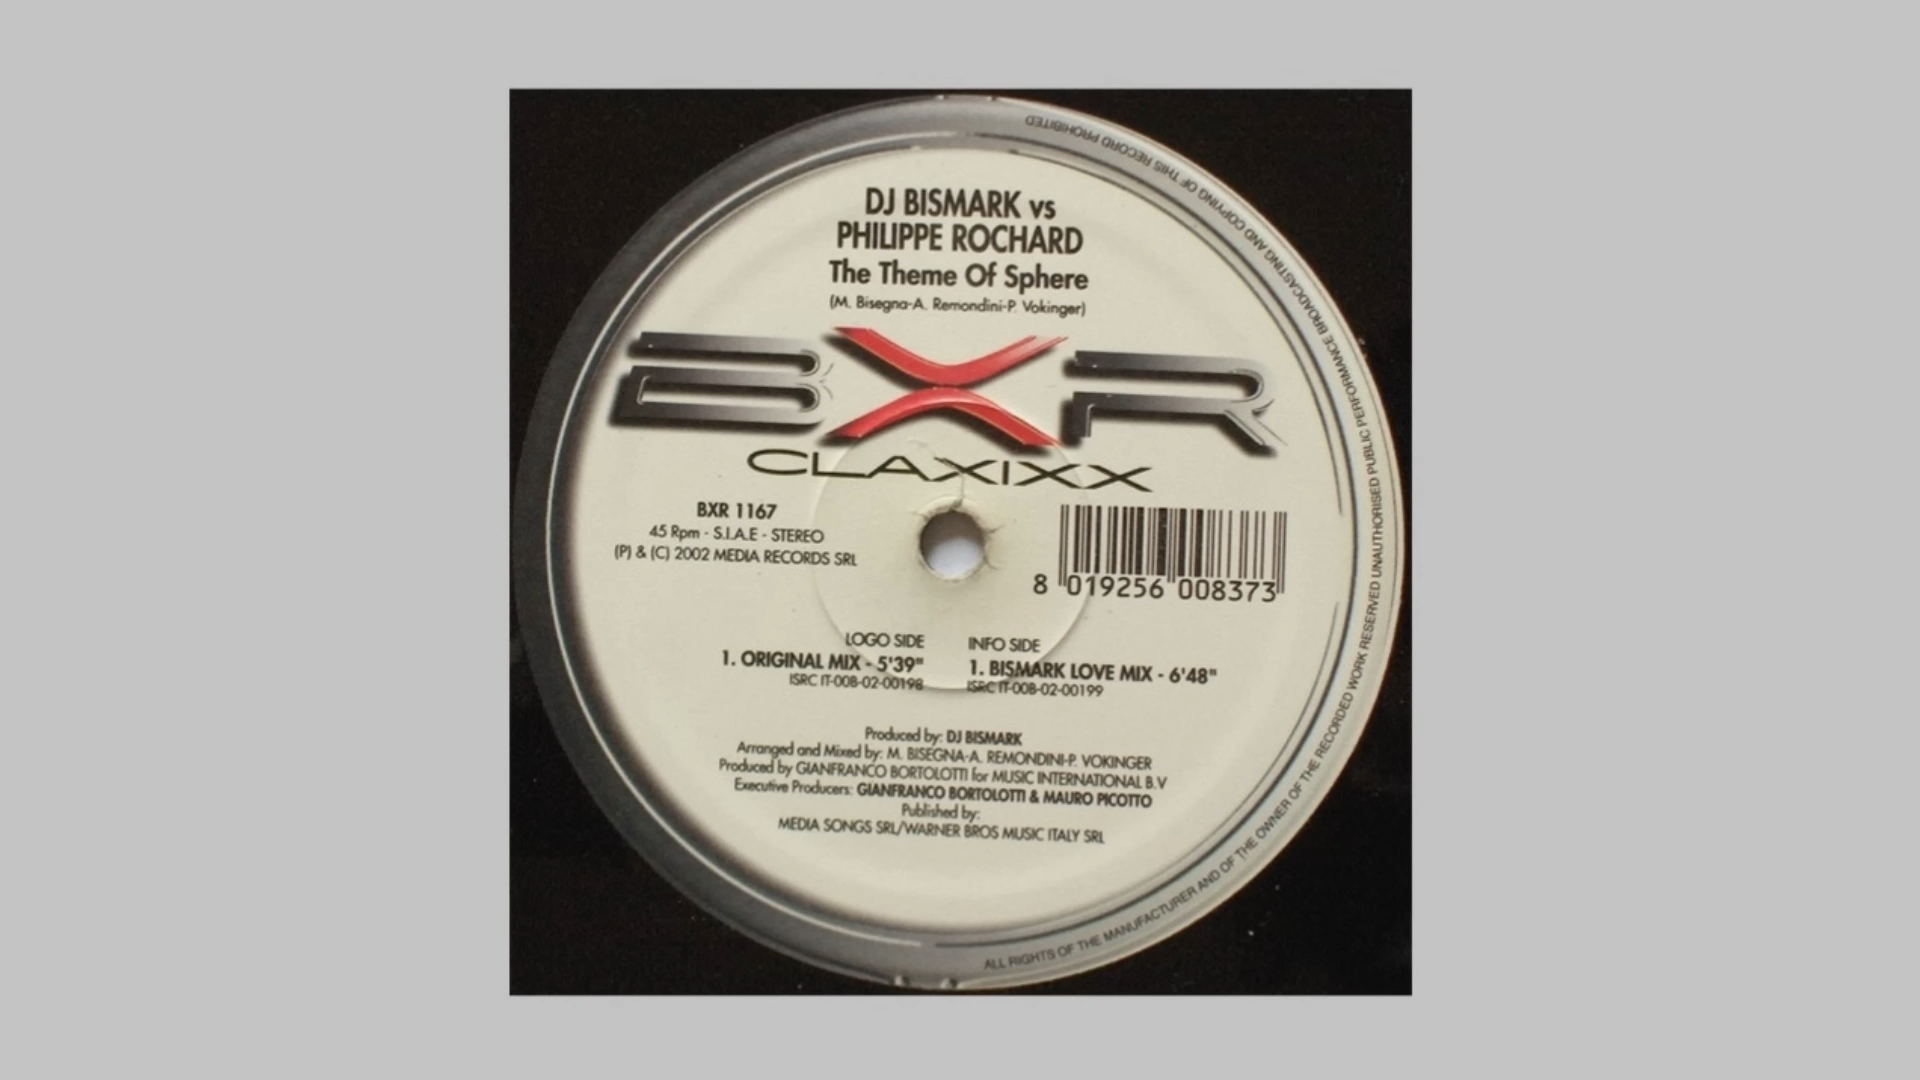 DJ BISMARK vs
PHILIPPE ROCHARD
The Theme Of Sphere
(M. Bisegna-A. Remondini-P. Vokinger)
BXR
CLAXIXX
BXR 1167
45 Rpm - S.I.A.E - STEREO
(P) & (C) 2002 MEDIA RECORDS SRL
8 019256 008373
LOGO SIDE
1. ORIGINAL MIX - 5'39"
ISRC IT-00B-02-00198
INFO SIDE
1. BISMARK LOVE MIX - 6'48"
ISRC IT-00B-02-00199
Produced by: DJ BISMARK
Arranged and Mixed by: M. BISEGNA-A. REMONDINI-P. VOKINGER
Produced by GIANFRANCO BORTOLOTTI for MUSIC INTERNATIONAL B.V
Executive Producers: GIANFRANCO BORTOLOTTI & MAURO PICOTTO
Published by:
MEDIA SONGS SRL/WARNER BROS MUSIC ITALY SRL
ALL RIGHTS OF THE MANUFACTURER AND OF THE OWNER OF THE RECORDED WORK RESERVED UNAUTHORISED PUBLIC PERFORMANCE BROADCASTING AND COPYING OF THIS RECORD PROHIBITED